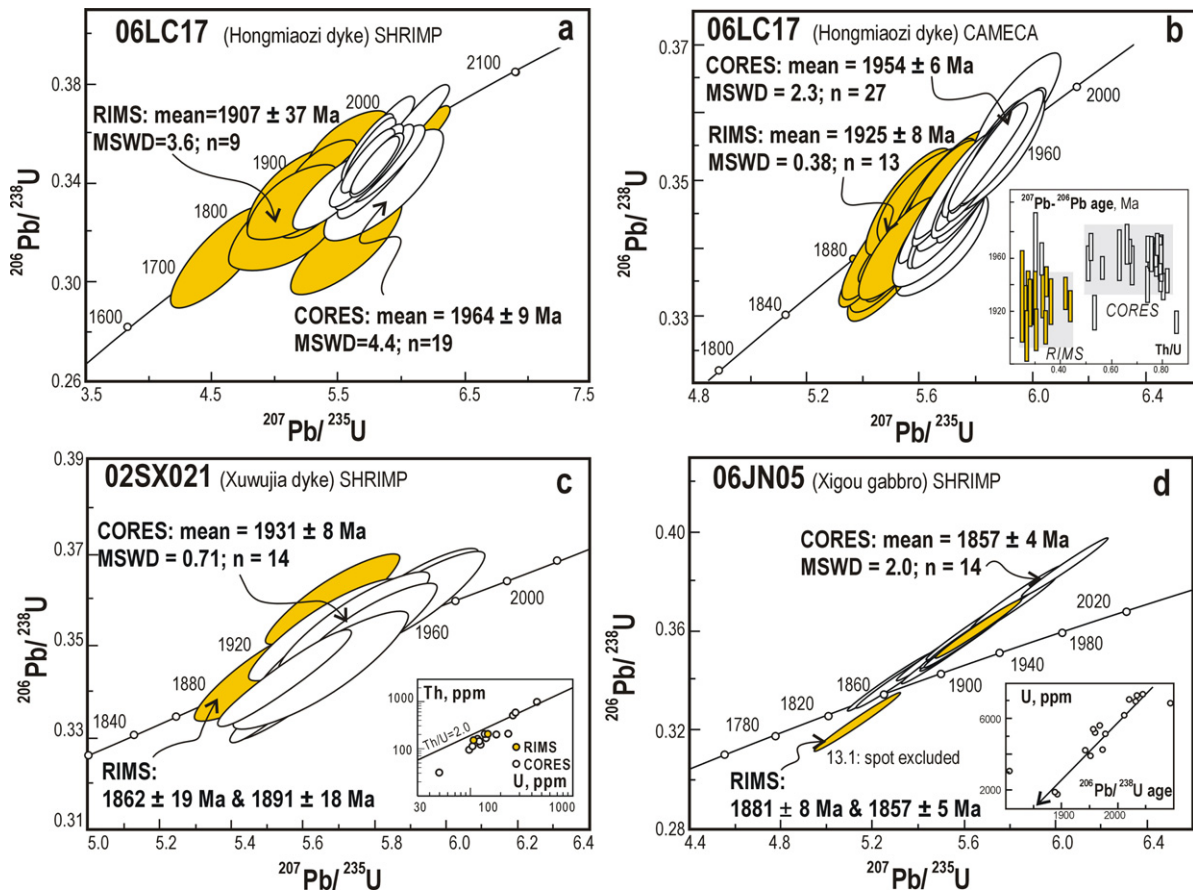 06LC17 (Hongmiaozi dyke) SHRIMP a
0.38
2100
2000
RIMS: mean=1907 ± 37 Ma
MSWD=3.6; n=9
1900
0.34
1800
206Pb/ 238U
1700
0.30
1600
CORES: mean = 1964 ± 9 Ma
MSWD=4.4; n=19
0.26
3.5 4.5 5.5 6.5 7.5
207Pb/ 235U
06LC17 (Hongmiaozi dyke) CAMECA b
0.37
CORES: mean = 1954 ± 6 Ma
MSWD = 2.3; n = 27
2000
RIMS: mean = 1925 ± 8 Ma
MSWD = 0.38; n = 13
1960
0.35
206Pb/ 238U
1880
1840
0.33
1800
207Pb-206Pb age, Ma
1960
1920
CORES
RIMS
Th/U
0.40 0.60 0.80
4.8 5.2 5.6 6.0 6.4
207Pb/ 235U
02SX021 (Xuwujia dyke) SHRIMP c
0.39
CORES: mean = 1931 ± 8 Ma
MSWD = 0.71; n = 14
0.37
2000
1960
1920
0.35
206Pb/ 238U
1880
1840
0.33
RIMS:
1862 ± 19 Ma & 1891 ± 18 Ma
Th, ppm
1000
Th/U=2.0
100
RIMS
CORES
U, ppm
30 100 1000
0.31
5.0 5.2 5.4 5.6 5.8 6.0 6.2 6.4
207Pb/ 235U
06JN05 (Xigou gabbro) SHRIMP d
0.40
CORES: mean = 1857 ± 4 Ma
MSWD = 2.0; n = 14
2020
1980
0.36
1940
1900
1860
1820
1780
206Pb/ 238U
0.32
13.1: spot excluded
RIMS:
1881 ± 8 Ma & 1857 ± 5 Ma
U, ppm
6000
2000
206Pb/ 238U age
1900 2000
0.28
4.4 4.8 5.2 5.6 6.0 6.4
207Pb/ 235U